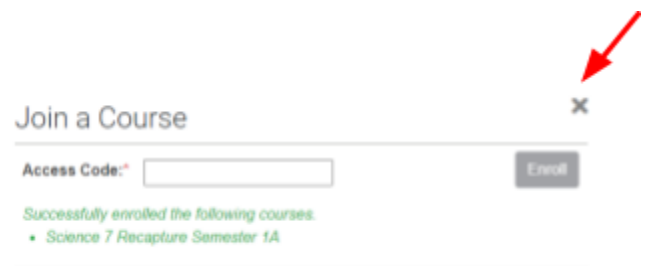 Join a Course
Access Code:*
Enroll
Successfully enrolled the following courses.
• Science 7 Recapture Semester 1A